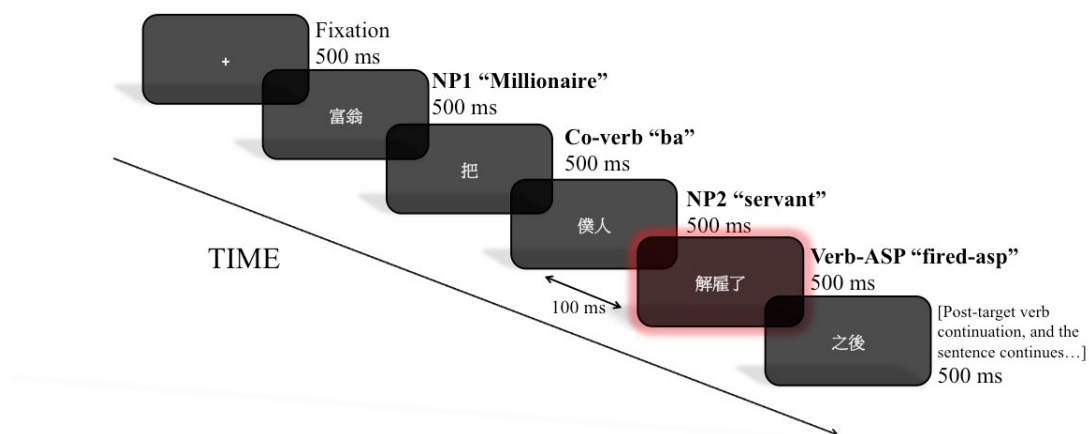 +
Fixation
500 ms
富翁
NP1 “Millionaire”
500 ms
把
Co-verb “ba”
500 ms
僕人
NP2 “servant”
500 ms
解雇了
Verb-ASP “fired-asp”
500 ms
之後
[Post-target verb
continuation, and the
sentence continues…]
500 ms
TIME
100 ms